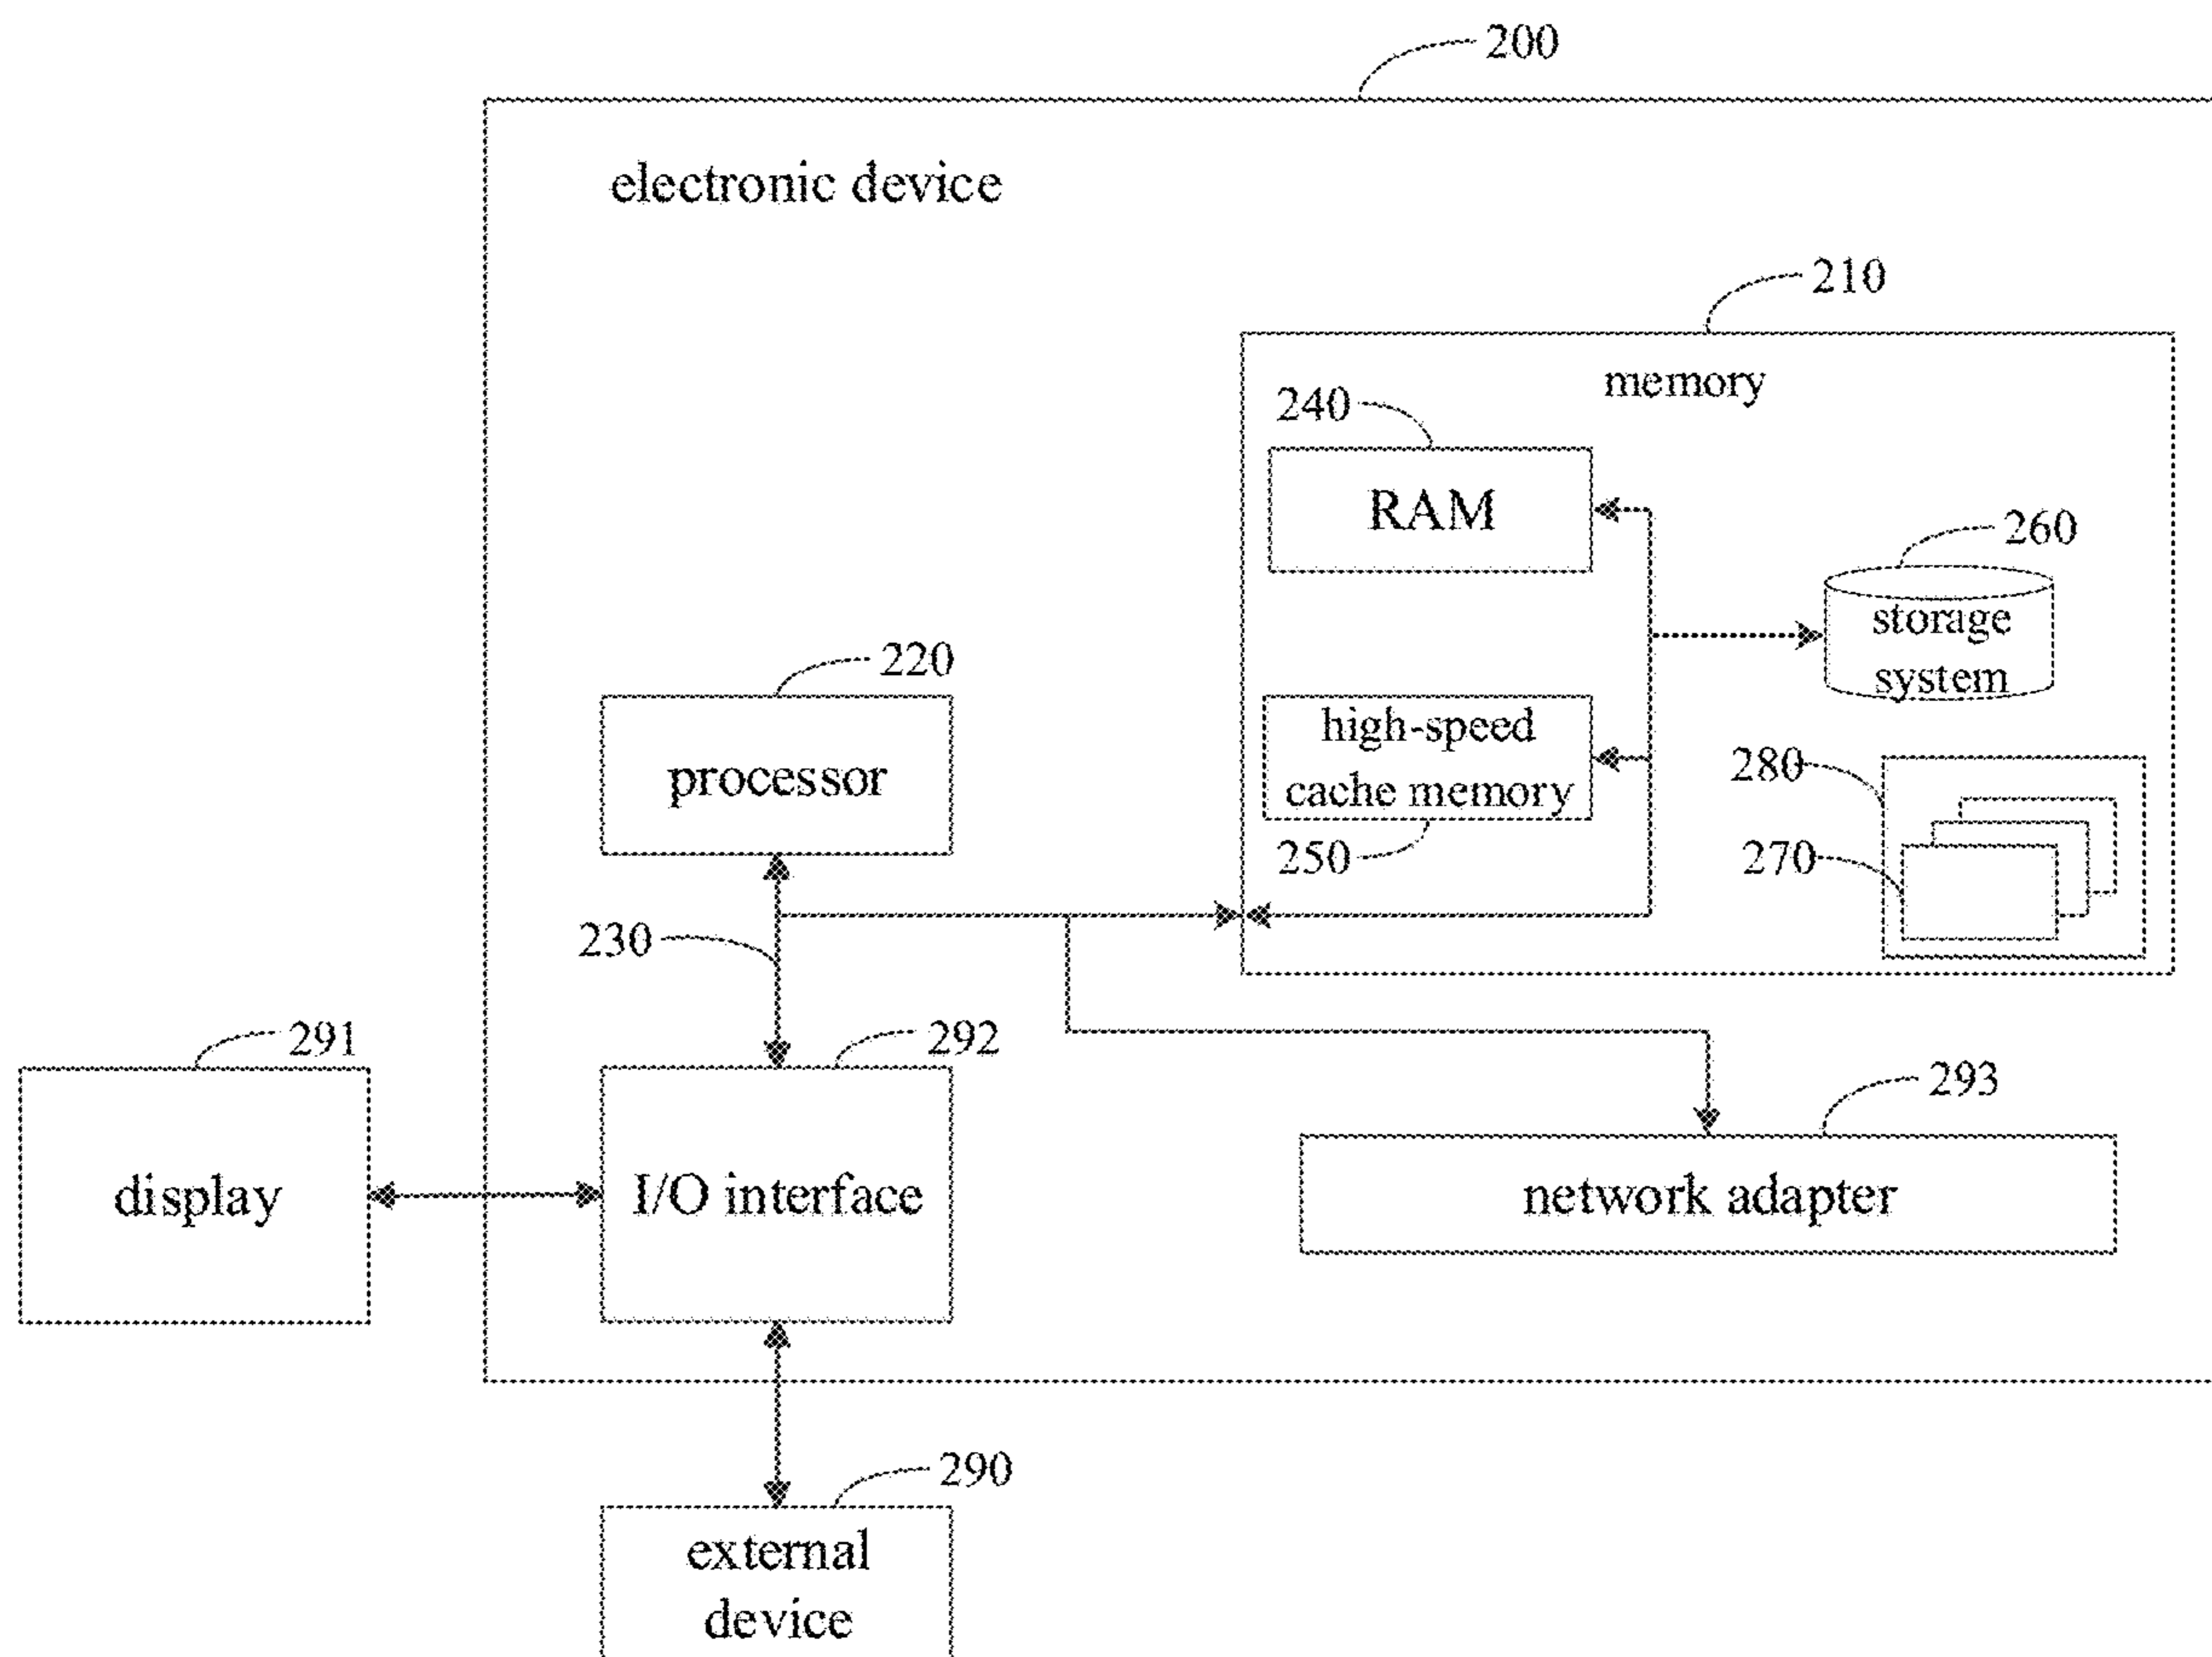 200
electronic device
210
memory
240
RAM
260
storage
system
220
processor
high-speed
cache memory
280
250
270
230
291
292
293
display
I/O interface
network adapter
290
external
device